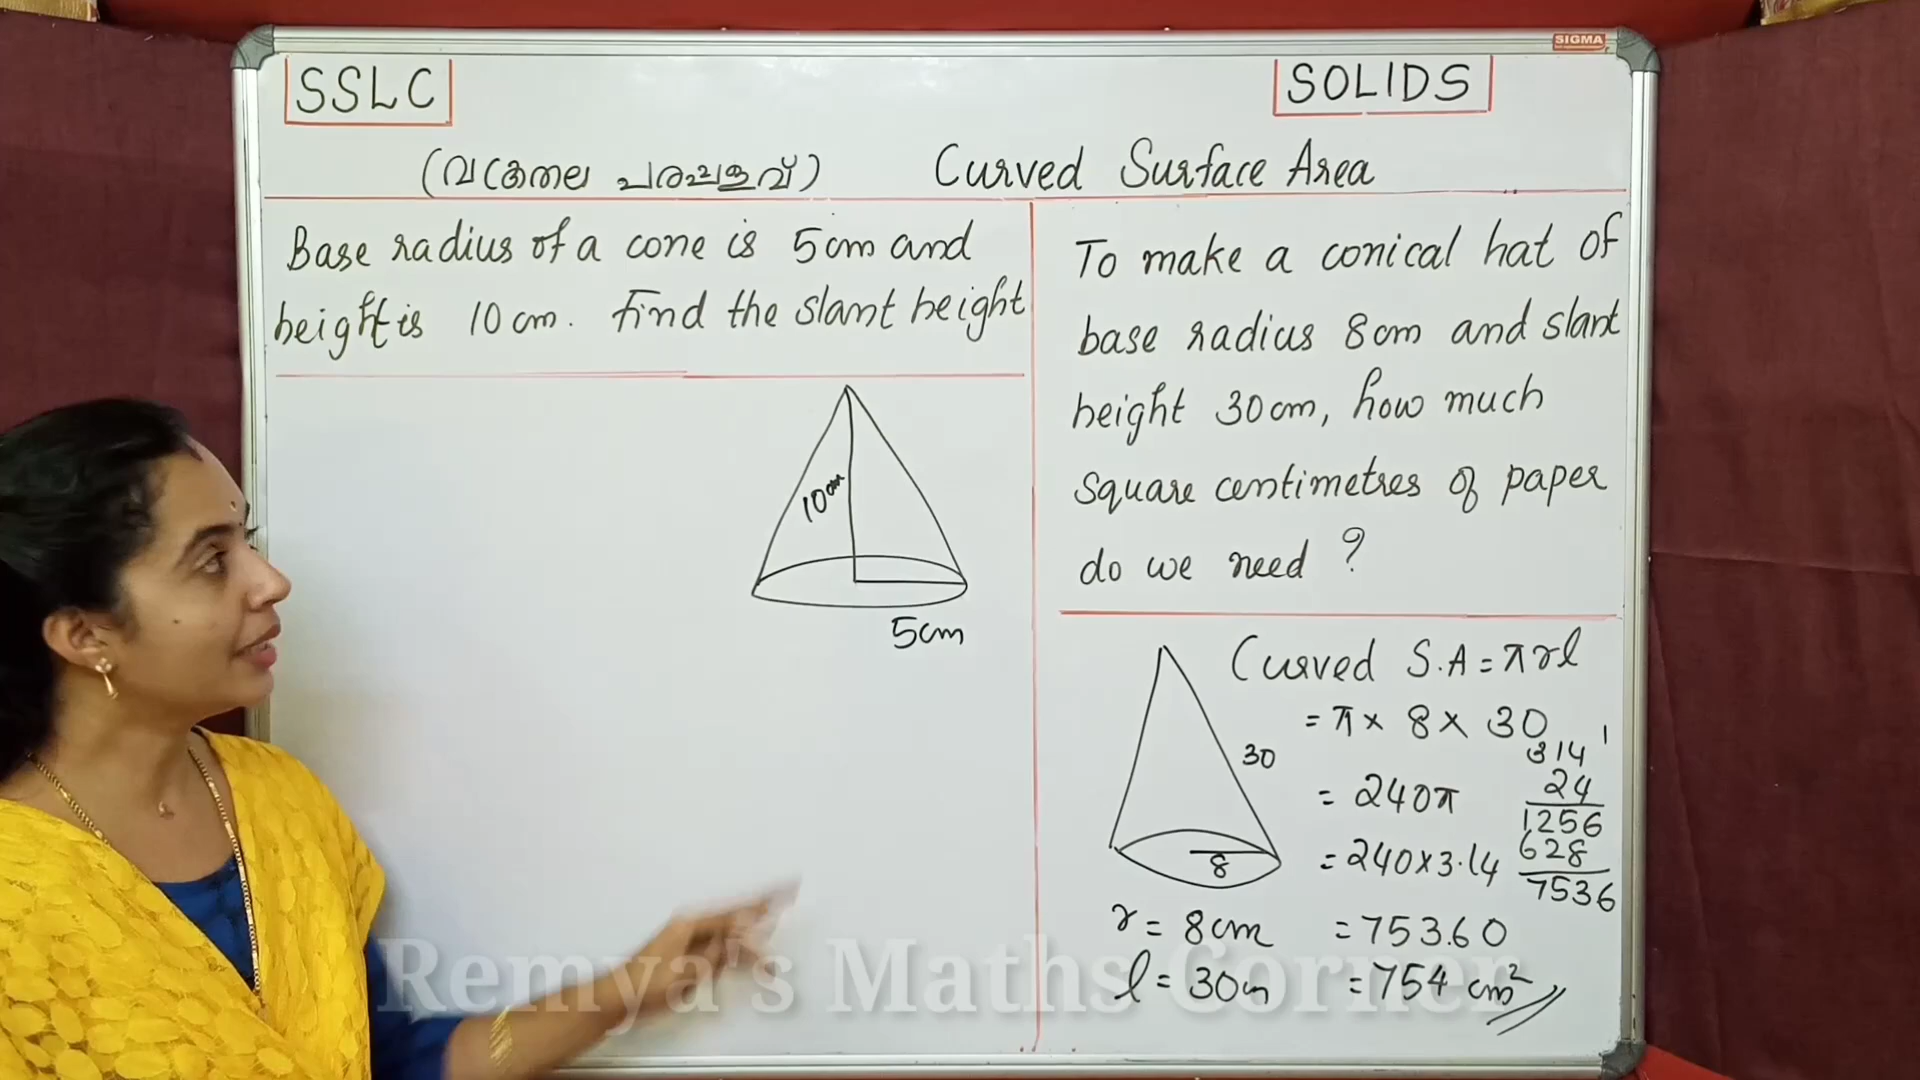 SIGMA
SSLC
SOLIDS
(വക്രതല പരപ്പളവ്) Curved Surface Area
Base radius of a cone is 5cm and
height is 10cm. Find the slant height
10cm
5cm
To make a conical hat of
base radius 8cm and slant
height 30cm, how much
square centimetres of paper
do we need ?
Curved S.A = πrl
= π × 8 × 30
= 240π
= 240×3.14
= 753.60
= 754 cm²
30
8
r = 8cm
l = 30cm
1
314
24
1256
628
7536
Remya's Maths Corner